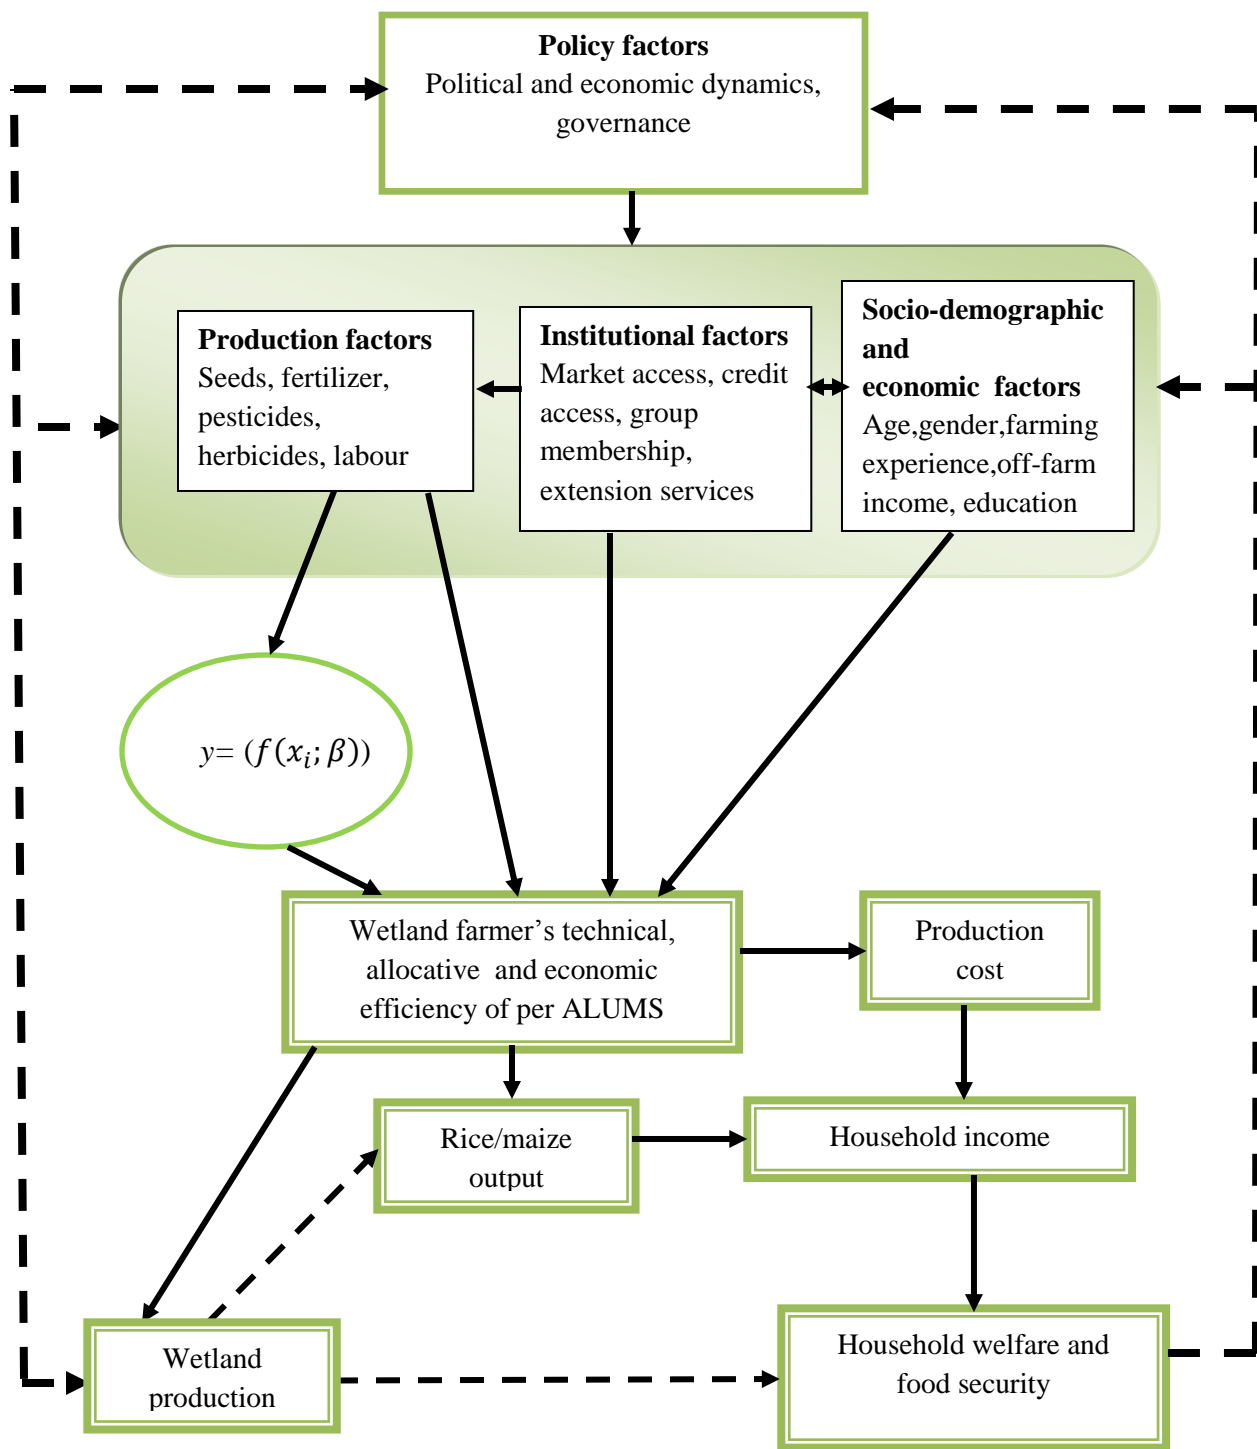 Policy factors
Political and economic dynamics,
governance
Production factors
Seeds, fertilizer,
pesticides,
herbicides, labour
Institutional factors
Market access, credit
access, group
membership,
extension services
Socio-demographic
and
economic  factors
Age,gender,farming
experience,off-farm
income, education
y= (f(x_i; β))
Wetland farmer’s technical,
allocative  and economic
efficiency of per ALUMS
Production
cost
Rice/maize
output
Household income
Wetland
production
Household welfare and
food security